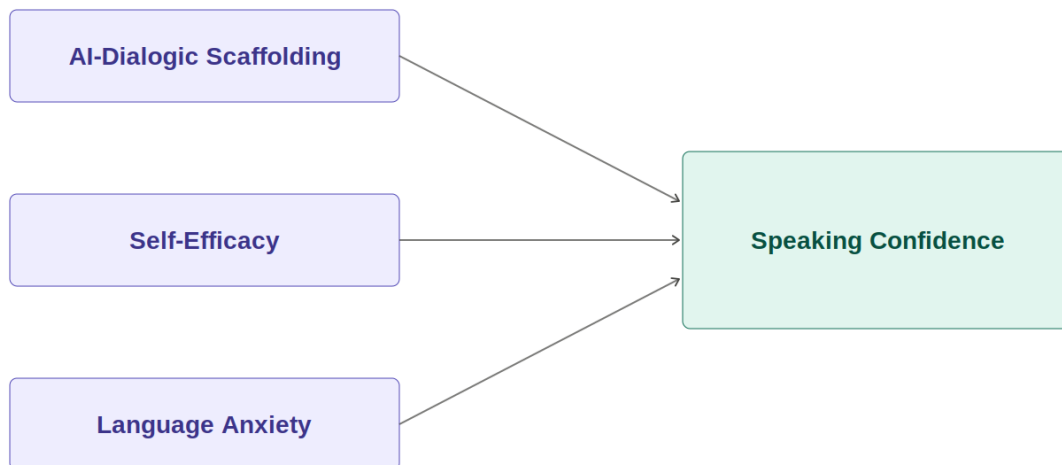 AI-Dialogic Scaffolding
Self-Efficacy
Speaking Confidence
Language Anxiety